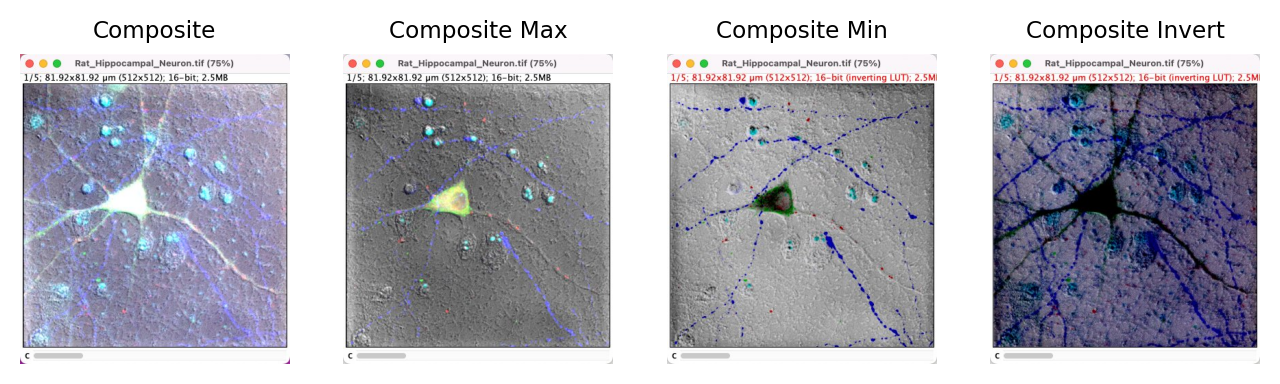 Composite
Composite Max
Composite Min
Composite Invert
Rat_Hippocampal_Neuron.tif (75%)
1/5; 81.92x81.92 µm (512x512); 16-bit; 2.5MB
C
Rat_Hippocampal_Neuron.tif (75%)
1/5; 81.92x81.92 µm (512x512); 16-bit; 2.5MB
C
Rat_Hippocampal_Neuron.tif (75%)
1/5; 81.92x81.92 µm (512x512); 16-bit (inverting LUT); 2.5M
C
Rat_Hippocampal_Neuron.tif (75%)
1/5; 81.92x81.92 µm (512x512); 16-bit (inverting LUT); 2.5M
C